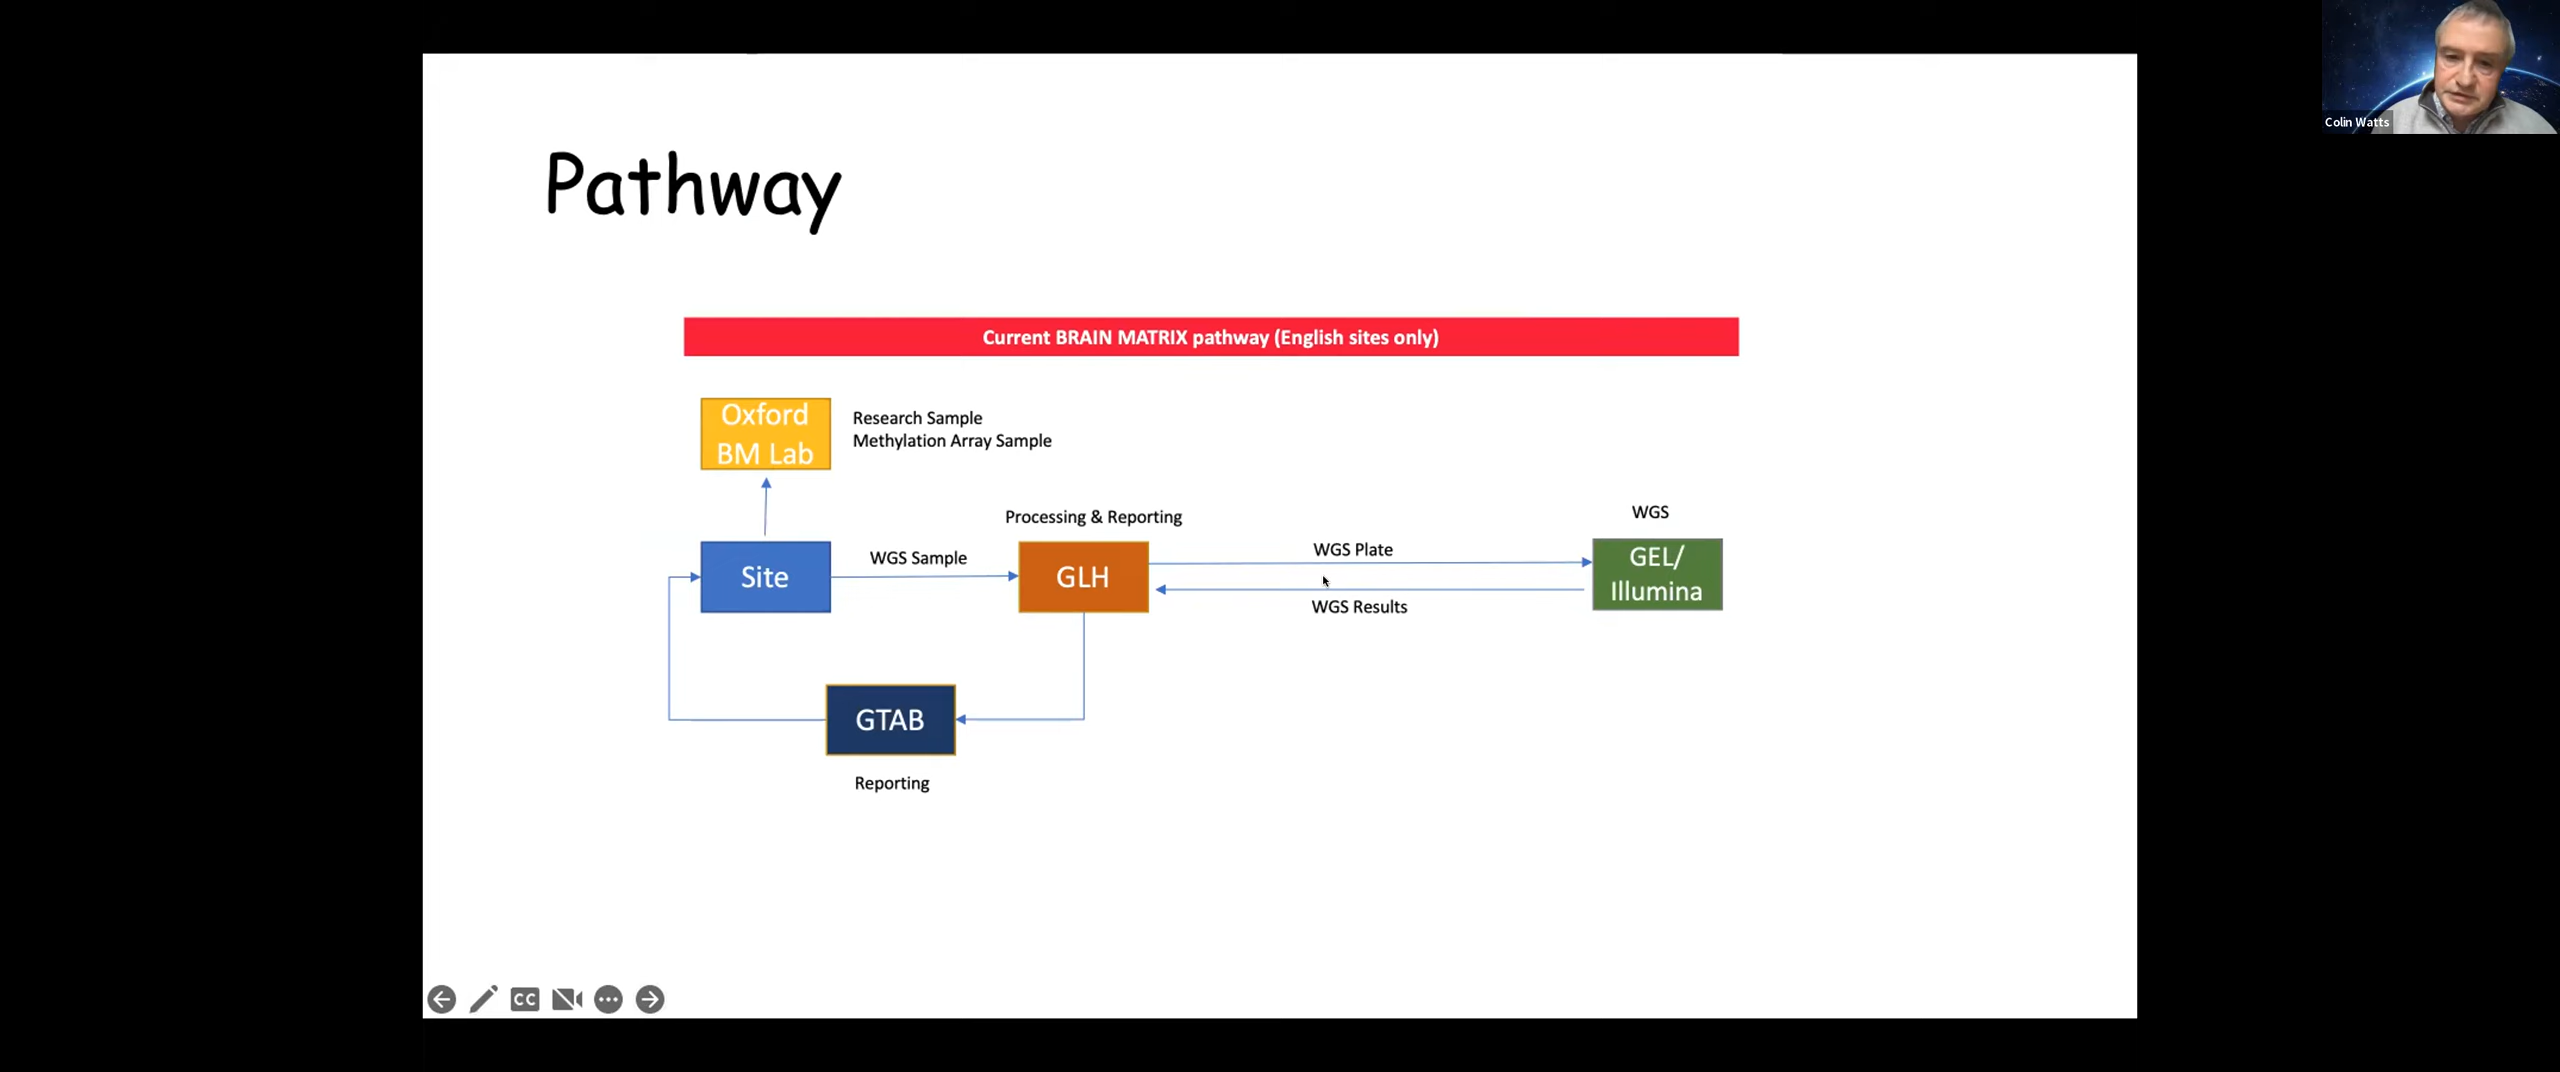 Colin Watts
Pathway
Current BRAIN MATRIX pathway (English sites only)
Oxford
BM Lab
Research Sample
Methylation Array Sample
Processing & Reporting
WGS
Site
WGS Sample
GLH
WGS Plate
WGS Results
GEL/
Illumina
GTAB
Reporting
CC